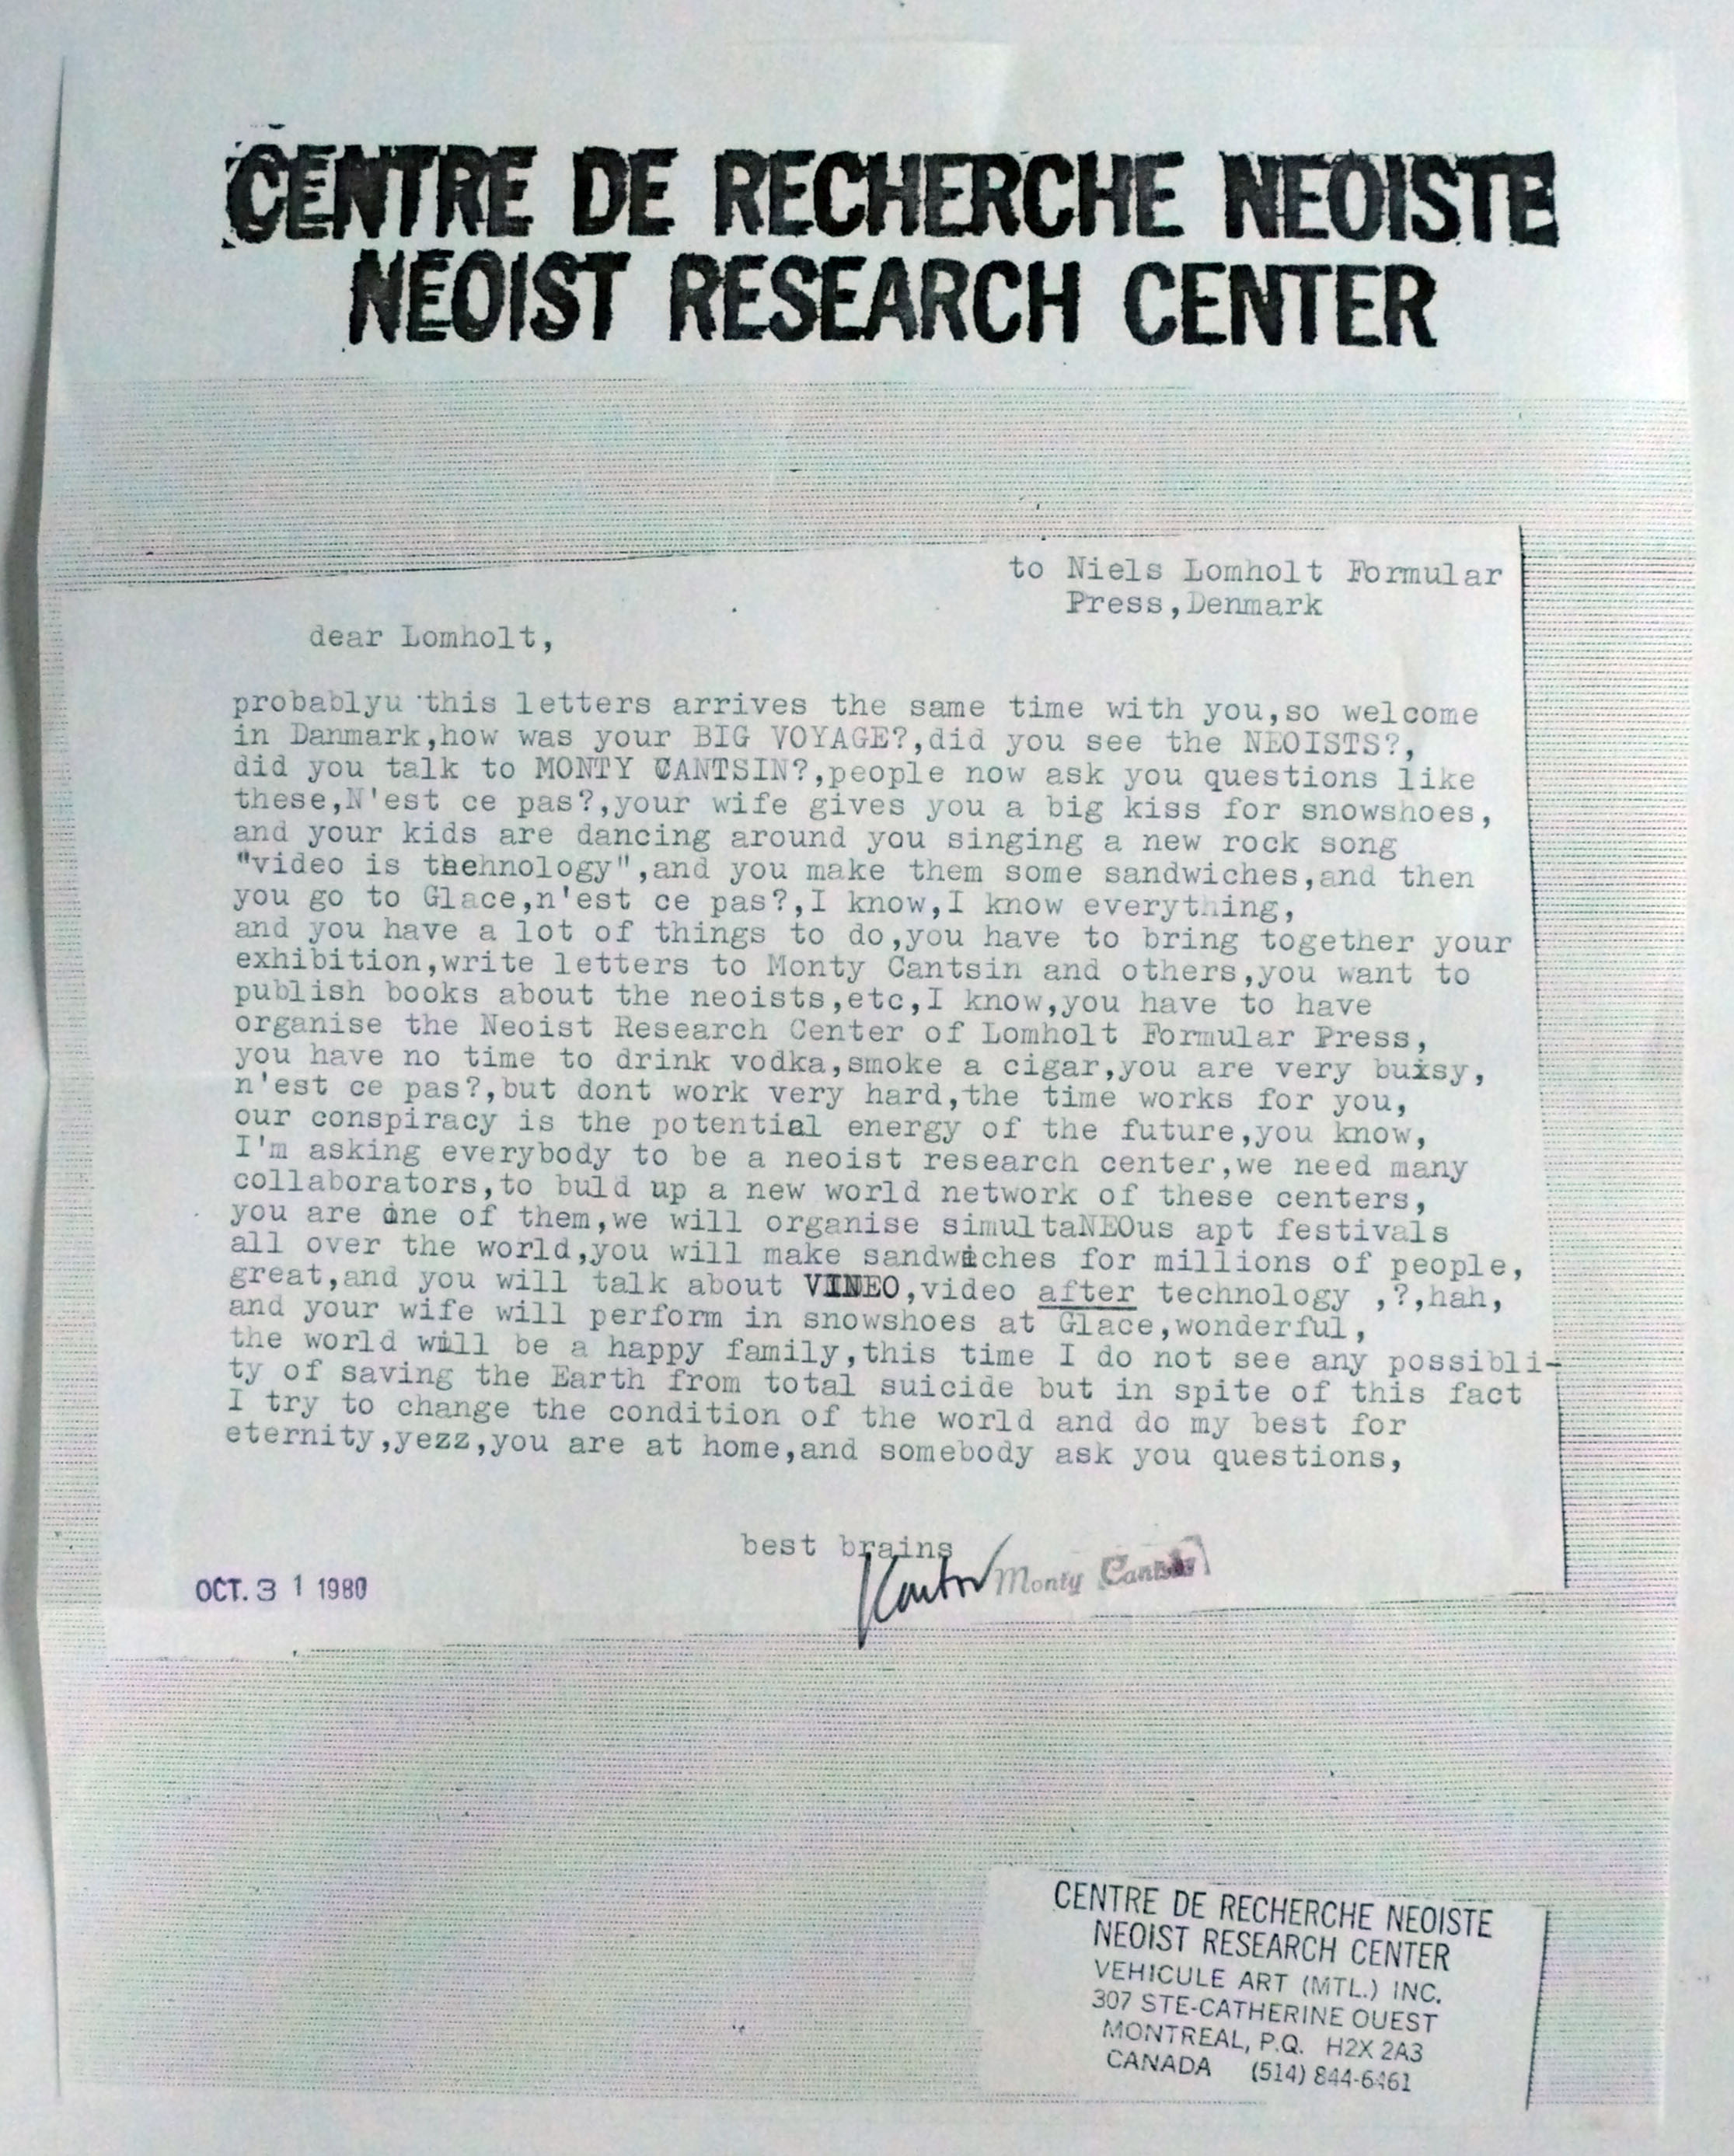 CENTRE DE RECHERCHE NEOISTE
NEOIST RESEARCH CENTER
to Niels Lomholt Formular
Press,Denmark
dear Lomholt,
probablyu this letters arrives the same time with you,so welcome
in Danmark,how was your BIG VOYAGE?,did you see the NEOISTS?,
did you talk to MONTY CANTSIN?,people now ask you questions like
these,N'est ce pas?,your wife gives you a big kiss for snowshoes,
and your kids are dancing around you singing a new rock song
"video is tehnology",and you make them some sandwiches,and then
you go to Glace,n'est ce pas?,I know,I know everything,
and you have a lot of things to do,you have to bring together your
exhibition,write letters to Monty Cantsin and others,you want to
publish books about the neoists,etc,I know,you have to have
organise the Neoist Research Center of Lomholt Formular Press,
you have no time to drink vodka,smoke a cigar,you are very buisy,
n'est ce pas?,but dont work very hard,the time works for you,
our conspiracy is the potential energy of the future,you know,
I'm asking everybody to be a neoist research center,we need many
collaborators,to buld up a new world network of these centers,
you are one of them,we will organise simultaNEOus apt festivals
all over the world,you will make sandwiches for millions of people,
great,and you will talk about VINEO,video after technology ,?,hah,
and your wife will perform in snowshoes at Glace,wonderful,
the world will be a happy family,this time I do not see any possibli-
ty of saving the Earth from total suicide but in spite of this fact
I try to change the condition of the world and do my best for
eternity,yezz,you are at home,and somebody ask you questions,
best brains
Kantor Monty Cantsin
OCT. 3 1 1980
CENTRE DE RECHERCHE NEOISTE
NEOIST RESEARCH CENTER
VEHICULE ART (MTL.) INC.
307 STE-CATHERINE OUEST
MONTREAL, P.Q. H2X 2A3
CANADA (514) 844-6461